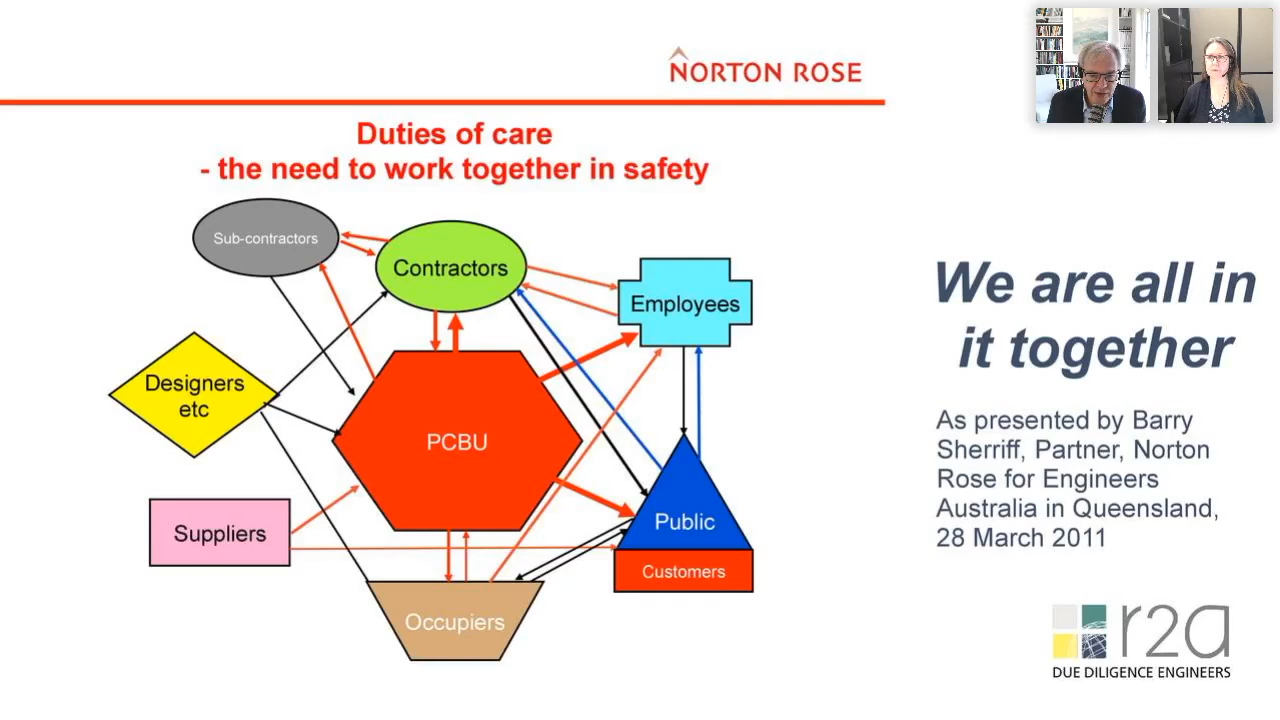 NORTON ROSE
Duties of care
- the need to work together in safety
Sub-contractors
Contractors
Employees
Designers
etc
PCBU
Suppliers
Public
Customers
Occupiers
We are all in
it together
As presented by Barry
Sherriff, Partner, Norton
Rose for Engineers
Australia in Queensland,
28 March 2011
r2a
DUE DILIGENCE ENGINEERS